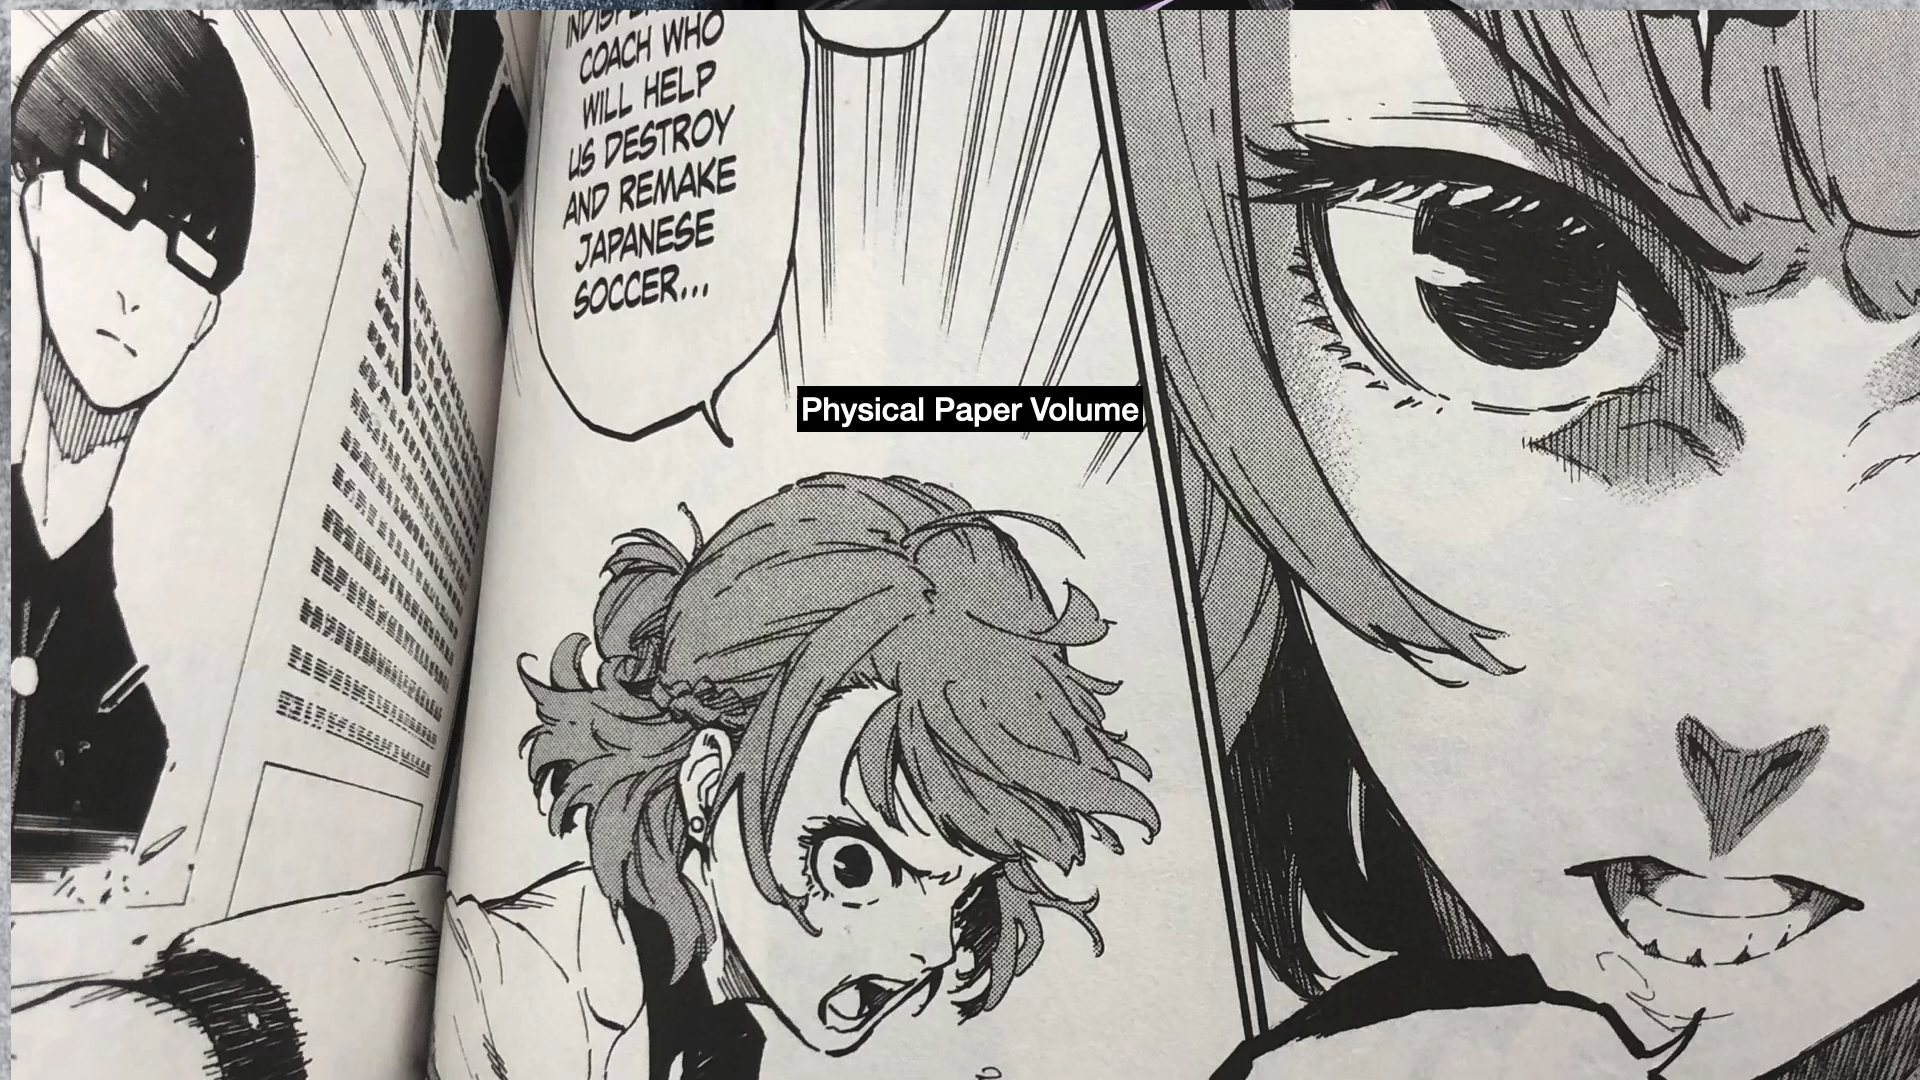 COACH WHO
WILL HELP
US DESTROY
AND REMAKE
JAPANESE
SOCCER...
Physical Paper Volume